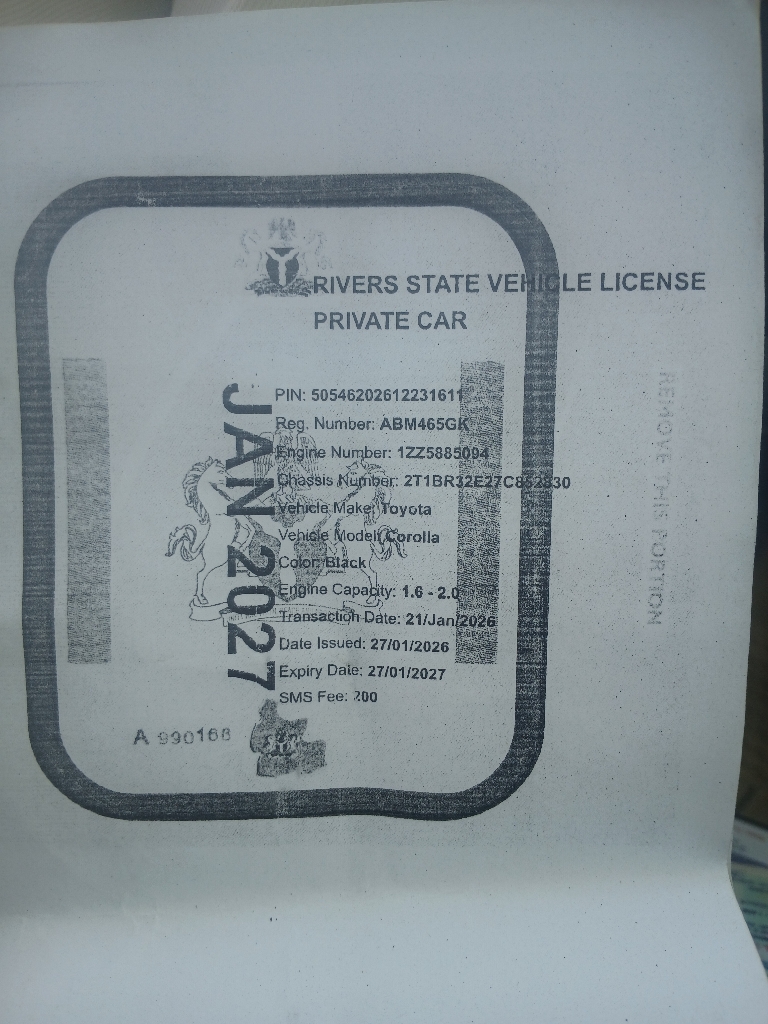 RIVERS STATE VEHICLE LICENSE
PRIVATE CAR
PIN: 50546202612231611
Reg. Number: ABM465GK
Engine Number: 1ZZ5885094
Chassis Number:
Vehicle Make: Toyota
Vehicle Model: Corolla
Color: Black
Engine Capacity: 1.6 - 2.0
Transaction Date: 21/Jan/2026
Date Issued: 27/01/2026
Expiry Date: 27/01/2027
SMS Fee: 200
JAN 2027
A 990168
REMOVE THIS PORTION